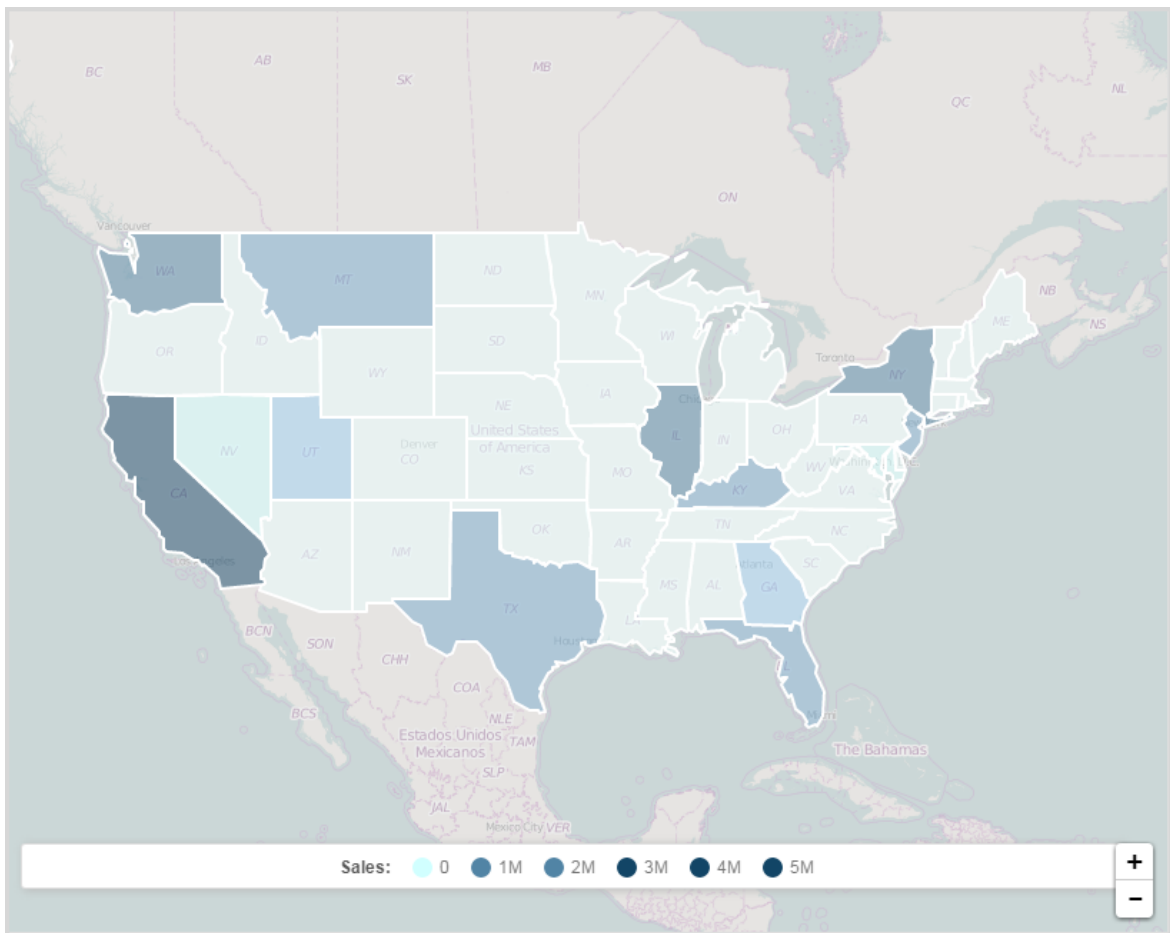 BC
AB
SK
MB
QC
NL
ON
Vancouver
WA
MT
ND
MN
NB
ME
NS
OR
ID
SD
WI
Toronto
WY
NY
IA
NE
PA
NV
UT
Denver
CO
United States
of America
IL
IN
OH
KS
MO
WV
CA
KY
VA
AZ
NM
OK
TN
NC
AR
Atlanta
SC
MS
AL
GA
TX
LA
Houston
BCN
SON
CHH
COA
BCS
NLE
Estados Unidos
Mexicanos
TAM
The Bahamas
SLP
JAL
Mexico City
VER
Sales: 0 1M 2M 3M 4M 5M
+
−